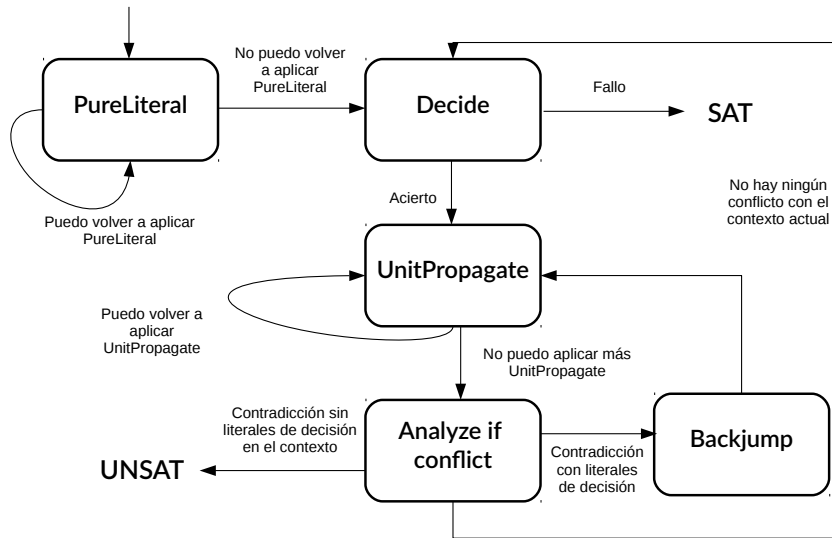 No puedo volver
a aplicar
PureLiteral
PureLiteral
Decide
Fallo
SAT
Puedo volver a aplicar
PureLiteral
Acierto
No hay ningún
conflicto con el
contexto actual
UnitPropagate
Puedo volver a
aplicar
UnitPropagate
No puedo aplicar más
UnitPropagate
Contradicción sin
literales de decisión
en el contexto
UNSAT
Analyze if
conflict
Contradicción
con literales
de decisión
Backjump